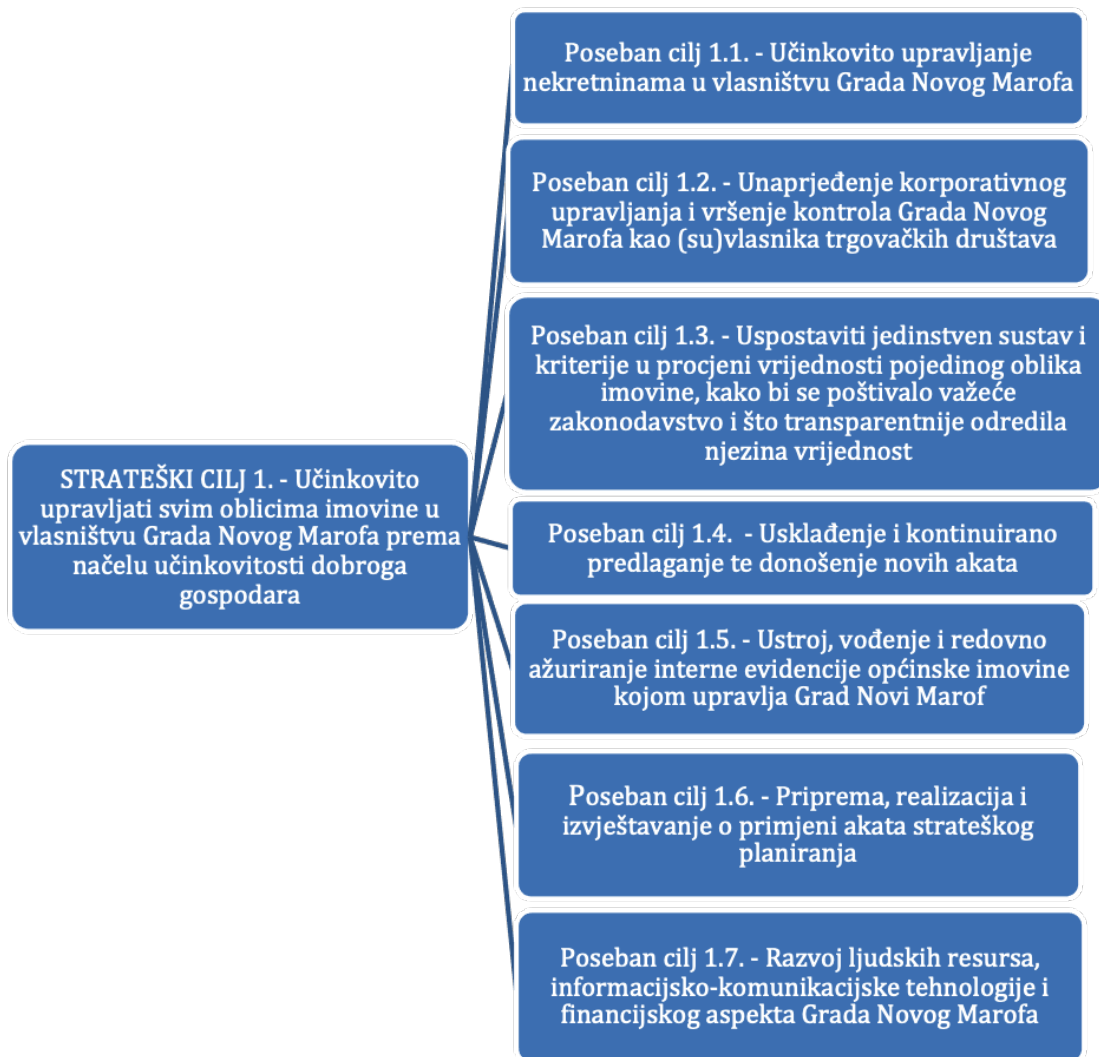 STRATEŠKI CILJ 1. - Učinkovito
upravljati svim oblicima imovine u
vlasništvu Grada Novog Marofa prema
načelu učinkovitosti dobroga
gospodara
Poseban cilj 1.1. - Učinkovito upravljanje
nekretninama u vlasništvu Grada Novog Marofa
Poseban cilj 1.2. - Unaprjeđenje korporativnog
upravljanja i vršenje kontrola Grada Novog
Marofa kao (su)vlasnika trgovačkih društava
Poseban cilj 1.3. - Uspostaviti jedinstven sustav i
kriterije u procjeni vrijednosti pojedinog oblika
imovine, kako bi se poštivalo važeće
zakonodavstvo i što transparentnije odredila
njezina vrijednost
Poseban cilj 1.4. - Usklađenje i kontinuirano
predlaganje te donošenje novih akata
Poseban cilj 1.5. - Ustroj, vođenje i redovno
ažuriranje interne evidencije općinske imovine
kojom upravlja Grad Novi Marof
Poseban cilj 1.6. - Priprema, realizacija i
izvještavanje o primjeni akata strateškog
planiranja
Poseban cilj 1.7. - Razvoj ljudskih resursa,
informacijsko-komunikacijske tehnologije i
financijskog aspekta Grada Novog Marofa